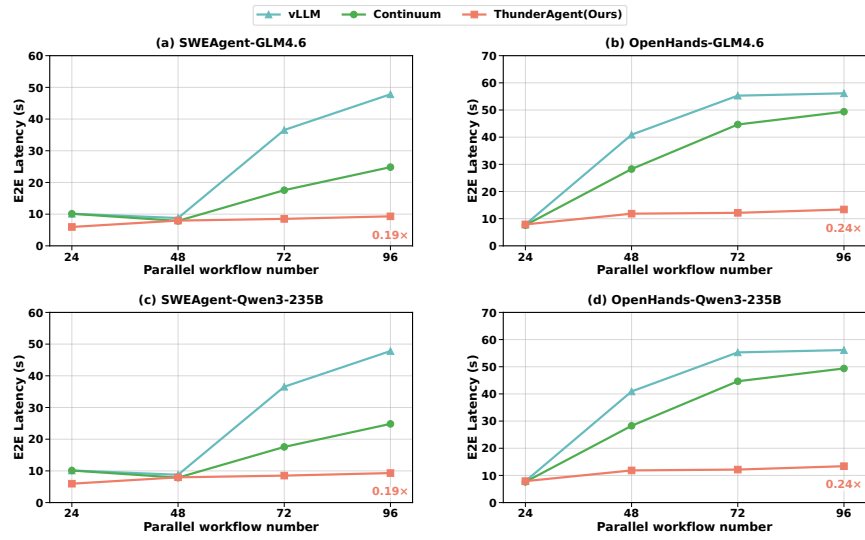 vLLM Continuum ThunderAgent(Ours)
(a) SWEAgent-GLM4.6
60
50
40
30
20
10
0
E2E Latency (s)
0.19×
24 48 72 96
Parallel workflow number
(b) OpenHands-GLM4.6
70
60
50
40
30
20
10
0
E2E Latency (s)
0.24×
24 48 72 96
Parallel workflow number
(c) SWEAgent-Qwen3-235B
60
50
40
30
20
10
0
E2E Latency (s)
0.19×
24 48 72 96
Parallel workflow number
(d) OpenHands-Qwen3-235B
70
60
50
40
30
20
10
0
E2E Latency (s)
0.24×
24 48 72 96
Parallel workflow number